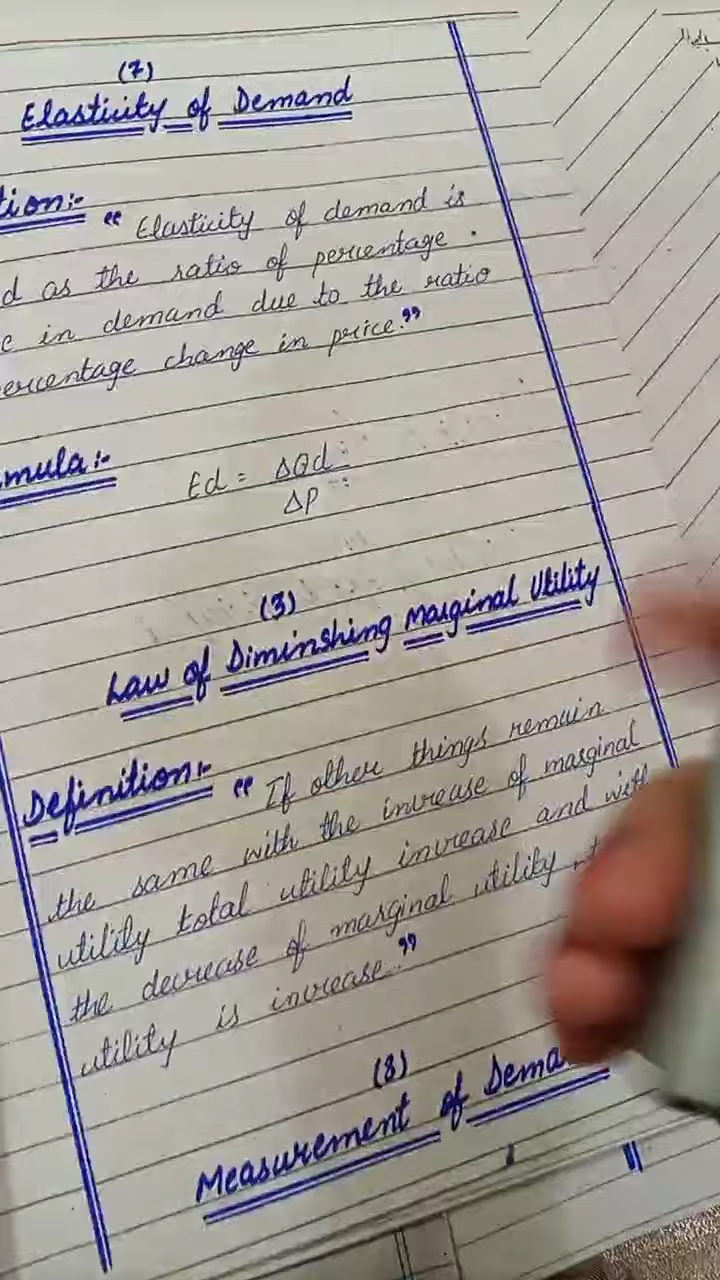 (7)
Elasticity of Demand
tion:- “ Elasticity of demand is
d as the ratio of percentage .
e in demand due to the ratio
ercentage change in price.”
mula:- Ed = ΔQd
ΔP
(3)
Law of Diminshing Marginal Utility
Definition:- “ If other things remain
the same with the increase of marginal
utility total utility increase and with
the decrease of marginal utility
utility is increase.”
(8)
Measurement of Dema